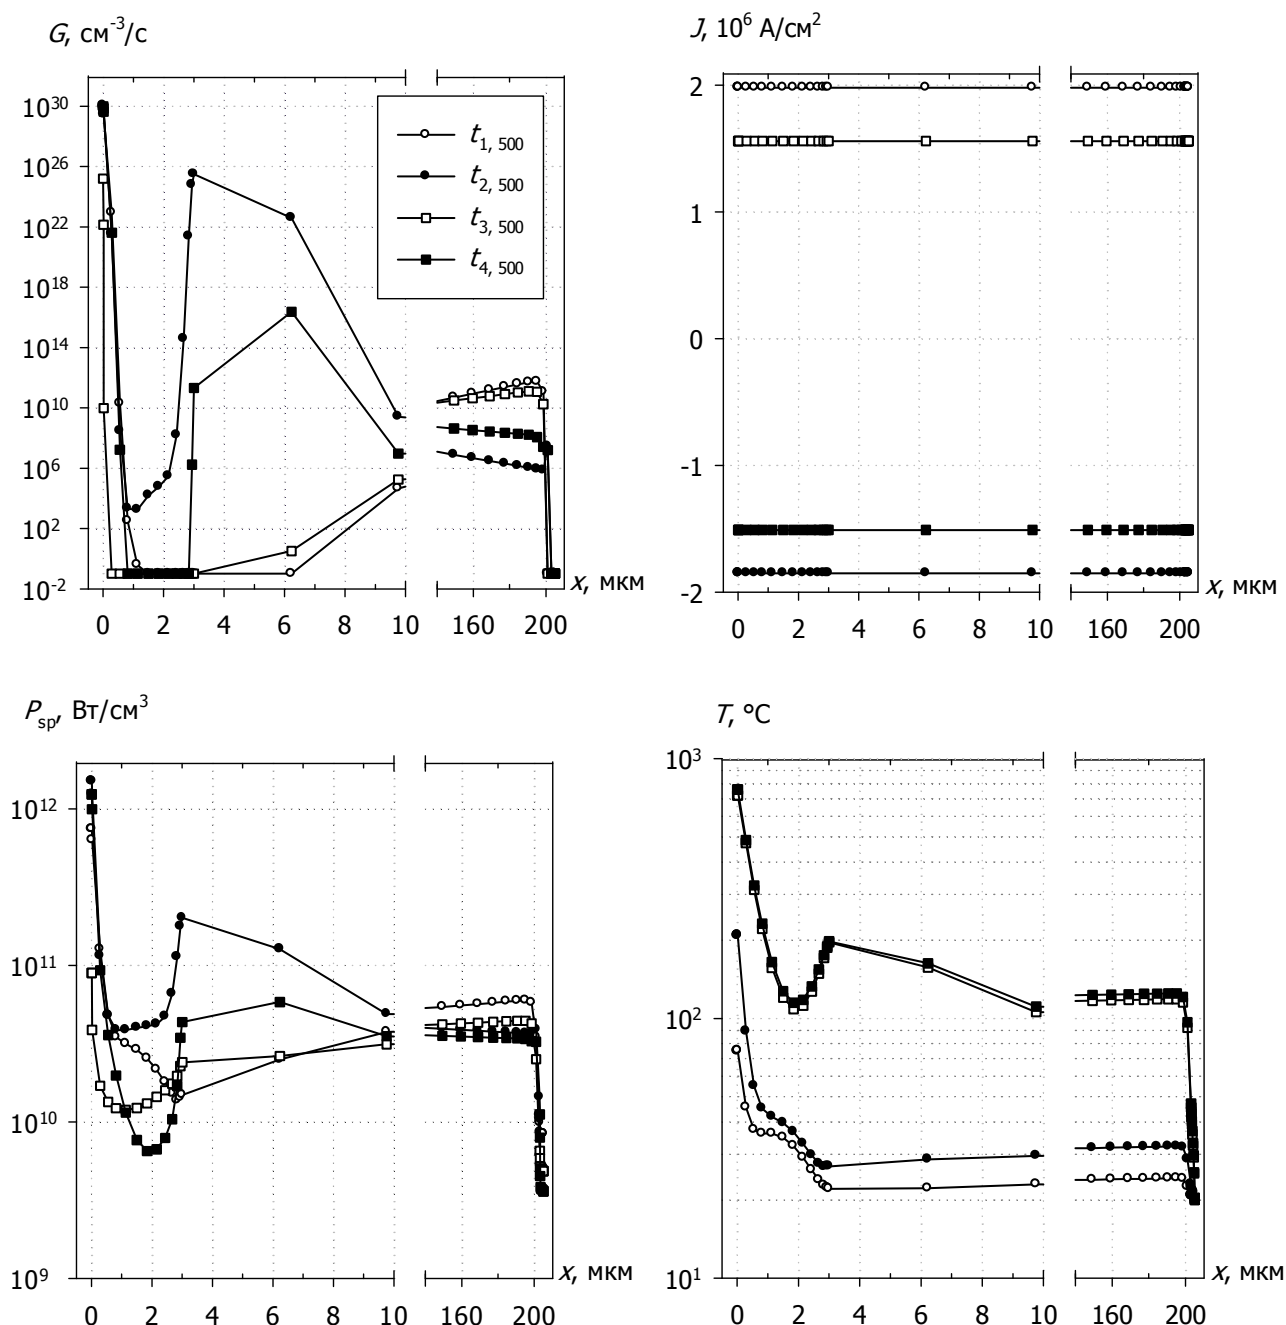 G, см⁻³/с
10³⁰
10²⁶
10²²
10¹⁸
10¹⁴
10¹⁰
10⁶
10²
10⁻²
0 2 4 6 8 10 160 200
x, мкм
t₁, ₅₀₀
t₂, ₅₀₀
t₃, ₅₀₀
t₄, ₅₀₀
J, 10⁶ А/см²
2
1
0
-1
-2
0 2 4 6 8 10 160 200
x, мкм
Psp, Вт/см³
10¹²
10¹¹
10¹⁰
10⁹
0 2 4 6 8 10 160 200
x, мкм
T, °C
10³
10²
10¹
0 2 4 6 8 10 160 200
x, мкм